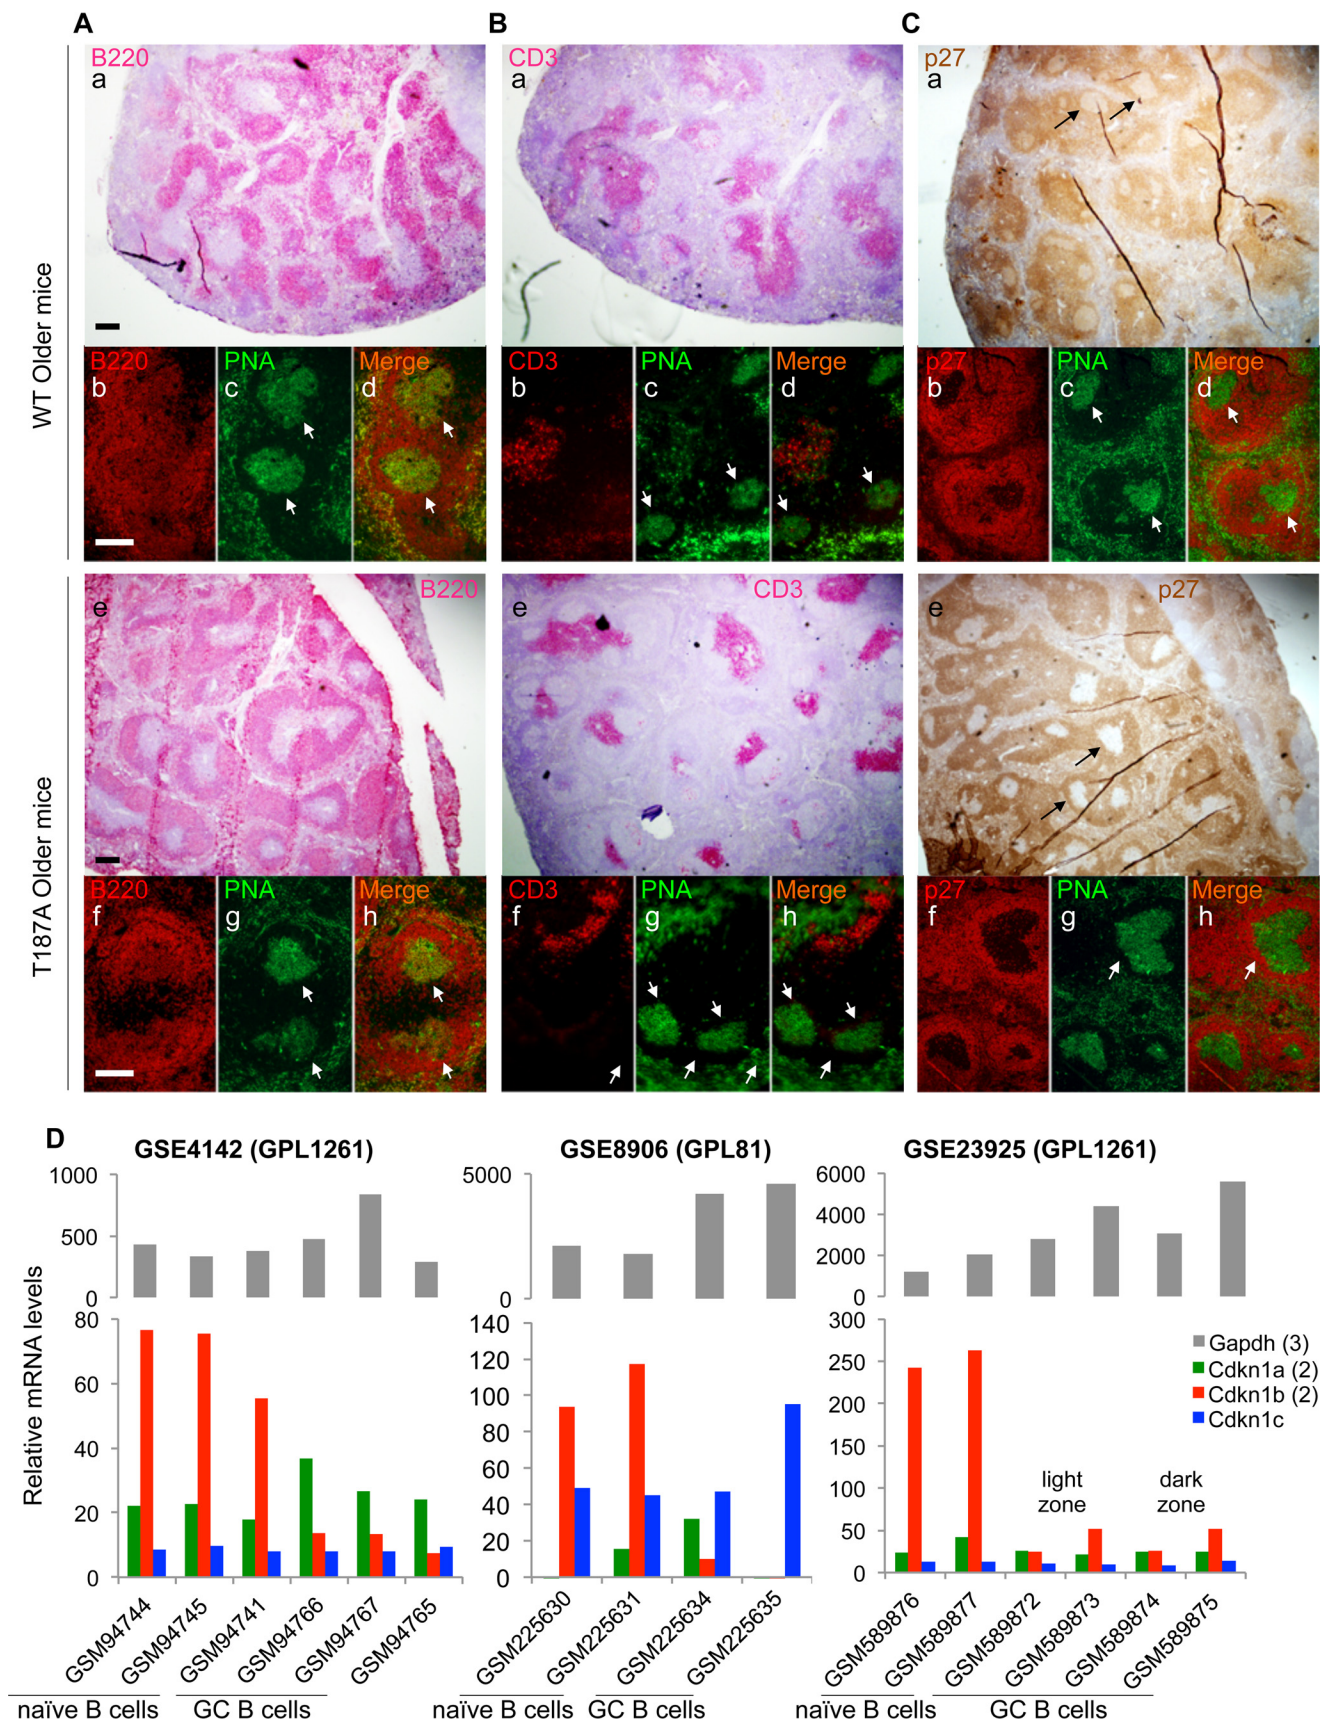 A
B
C
WT Older mice
B220
a
CD3
a
p27
a
B220
b
PNA
c
Merge
d
CD3
b
PNA
c
Merge
d
p27
b
PNA
c
Merge
d
T187A Older mice
B220
e
CD3
e
p27
e
B220
f
PNA
g
Merge
h
CD3
f
PNA
g
Merge
h
p27
f
PNA
g
Merge
h
D
Relative mRNA levels
GSE4142 (GPL1261)
1000
500
0
80
60
40
20
0
GSM94744
GSM94745
GSM94741
GSM94766
GSM94767
GSM94765
naïve B cells
GC B cells
GSE8906 (GPL81)
5000
0
140
120
100
80
60
40
20
0
GSM225630
GSM225631
GSM225634
GSM225635
naïve B cells
GC B cells
GSE23925 (GPL1261)
6000
4000
2000
0
300
250
200
150
100
50
0
Gapdh (3)
Cdkn1a (2)
Cdkn1b (2)
Cdkn1c
light
zone
dark
zone
GSM589876
GSM589877
GSM589872
GSM589873
GSM589874
GSM589875
naïve B cells
GC B cells